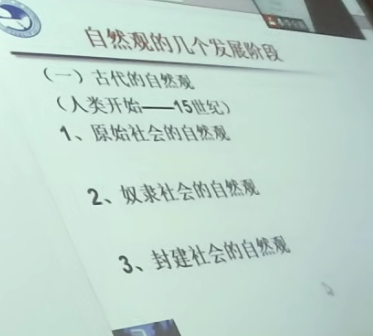 自然观的几个发展阶段
（一）古代的自然观
（人类开始——15世纪）
1、原始社会的自然观
2、奴隶社会的自然观
3、封建社会的自然观